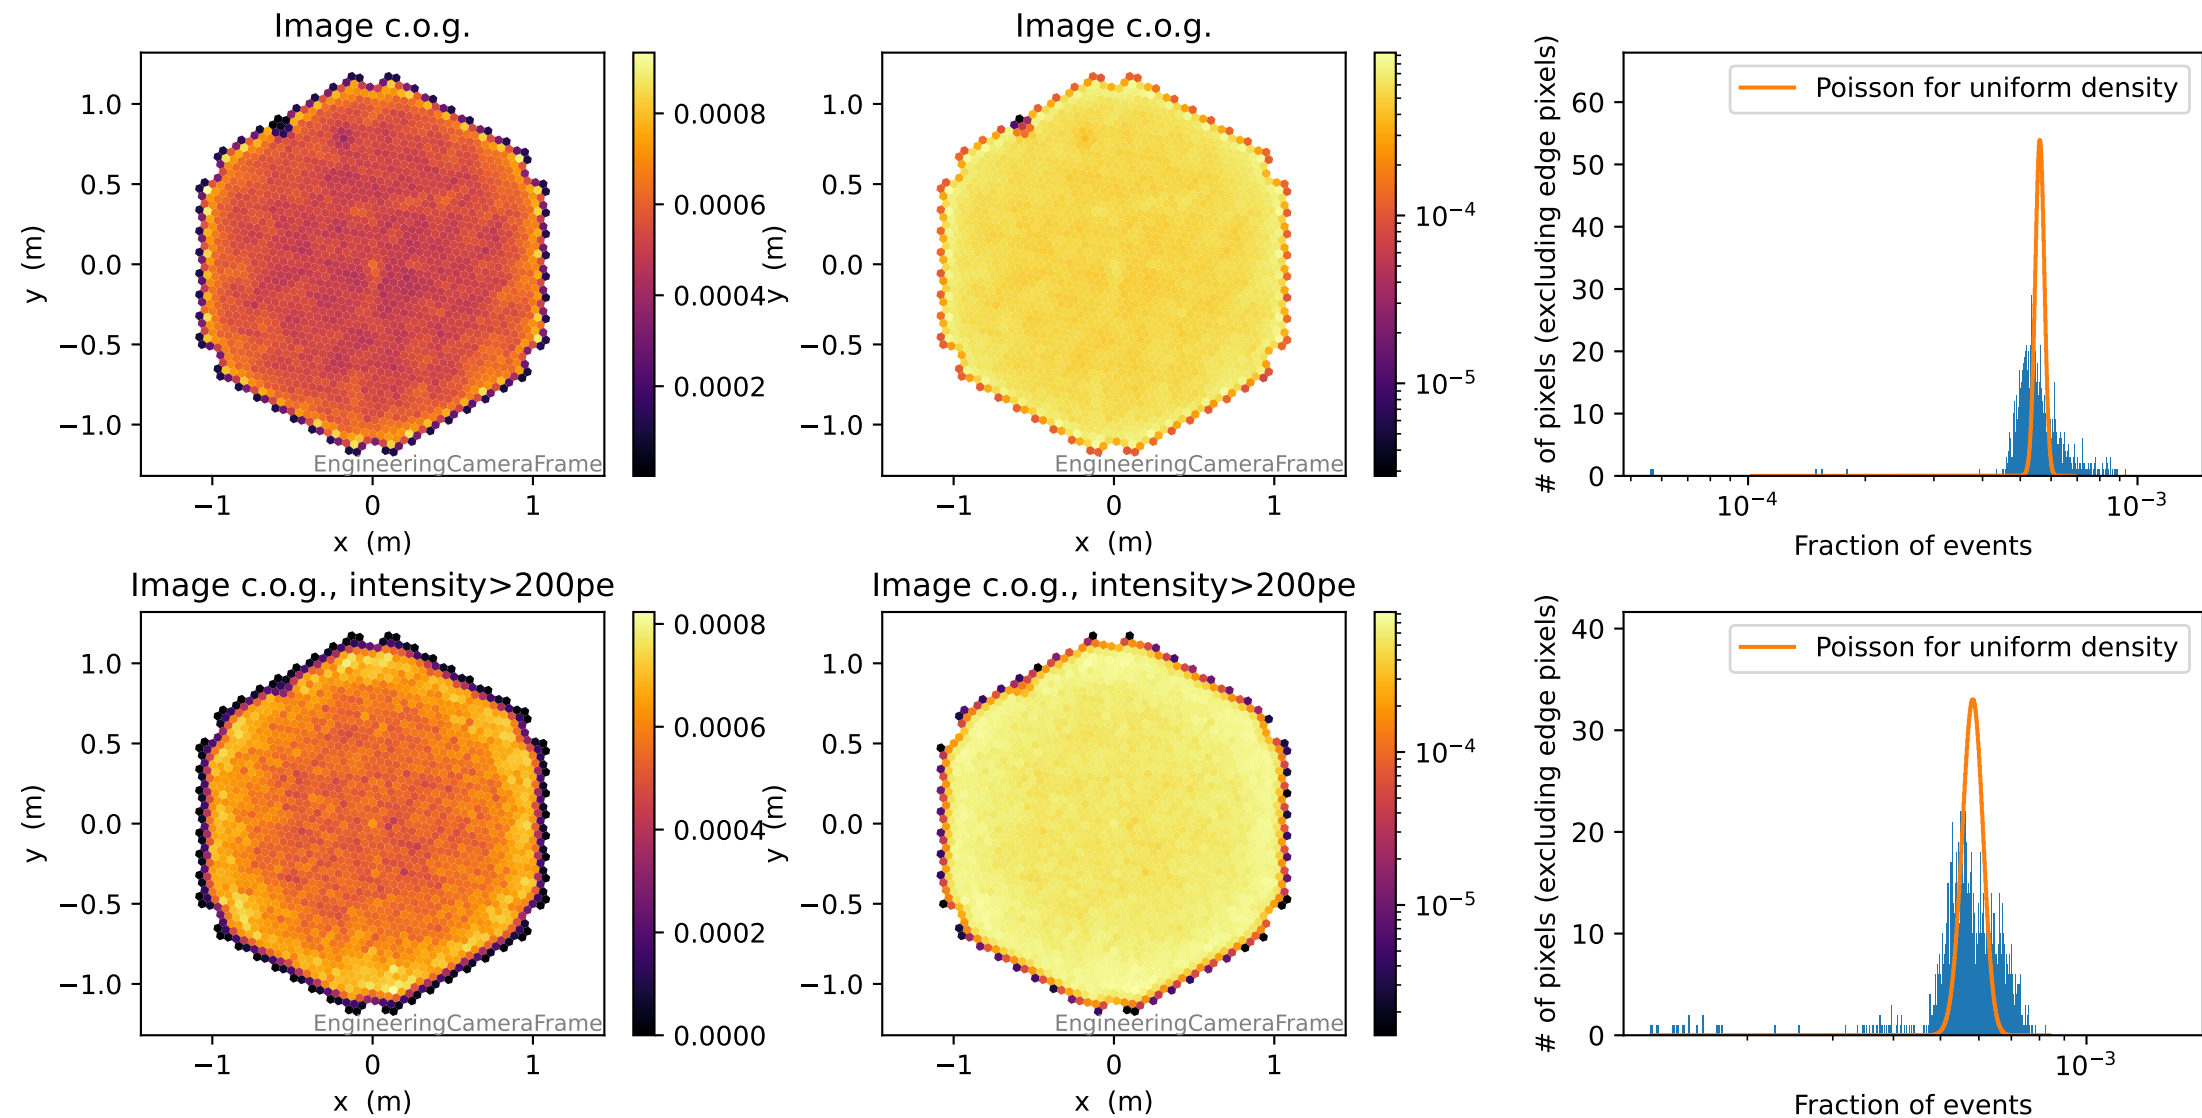 Image c.o.g.
y (m)
1.0
0.5
0.0
−0.5
−1.0
EngineeringCameraFrame
−1 0 1
x (m)
0.0008
0.0006
0.0004
0.0002
Image c.o.g.
y (m)
1.0
0.5
0.0
−0.5
−1.0
EngineeringCameraFrame
−1 0 1
x (m)
10⁻⁴
10⁻⁵
# of pixels (excluding edge pixels)
60
50
40
30
20
10
0
Poisson for uniform density
10⁻⁴ 10⁻³
Fraction of events
Image c.o.g., intensity>200pe
y (m)
1.0
0.5
0.0
−0.5
−1.0
EngineeringCameraFrame
−1 0 1
x (m)
0.0008
0.0006
0.0004
0.0002
0.0000
Image c.o.g., intensity>200pe
y (m)
1.0
0.5
0.0
−0.5
−1.0
EngineeringCameraFrame
−1 0 1
x (m)
10⁻⁴
10⁻⁵
# of pixels (excluding edge pixels)
40
30
20
10
0
Poisson for uniform density
10⁻³
Fraction of events